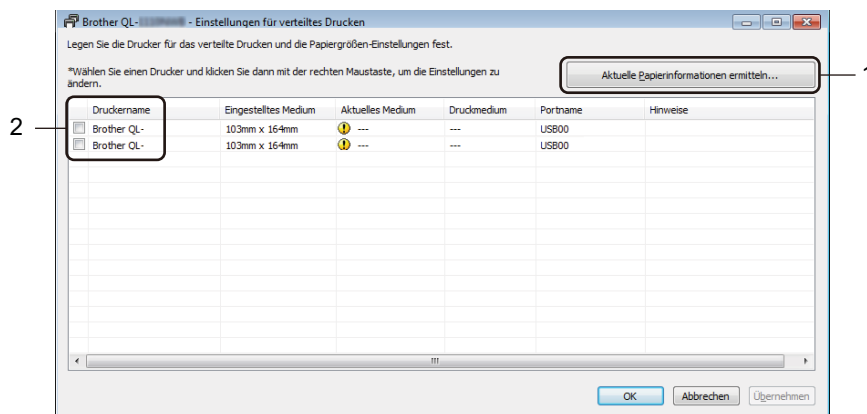 Brother QL- - Einstellungen für verteiltes Drucken
Legen Sie die Drucker für das verteilte Drucken und die Papiergrößen-Einstellungen fest.
*Wählen Sie einen Drucker und klicken Sie dann mit der rechten Maustaste, um die Einstellungen zu
ändern.
Aktuelle Papierinformationen ermitteln...
1
Druckername Eingestelltes Medium Aktuelles Medium Druckmedium Portname Hinweise
2
Brother QL- 103mm x 164mm --- --- USB00
Brother QL- 103mm x 164mm --- --- USB00
OK Abbrechen Übernehmen